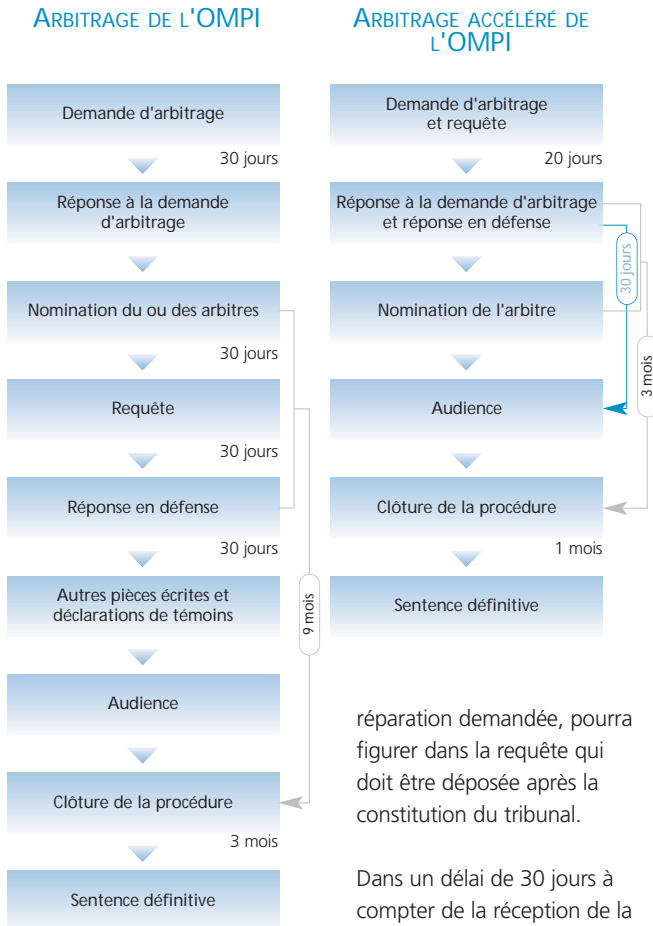 ARBITRAGE DE L'OMPI
Demande d'arbitrage
30 jours
Réponse à la demande
d'arbitrage
Nomination du ou des arbitres
30 jours
Requête
30 jours
Réponse en défense
30 jours
Autres pièces écrites et
déclarations de témoins
9 mois
Audience
Clôture de la procédure
3 mois
Sentence définitive
ARBITRAGE ACCÉLÉRÉ DE
L'OMPI
Demande d'arbitrage
et requête
20 jours
Réponse à la demande d'arbitrage
et réponse en défense
30 jours
Nomination de l'arbitre
3 mois
Audience
Clôture de la procédure
1 mois
Sentence définitive
réparation demandée, pourra
figurer dans la requête qui
doit être déposée après la
constitution du tribunal.
Dans un délai de 30 jours à
compter de la réception de la